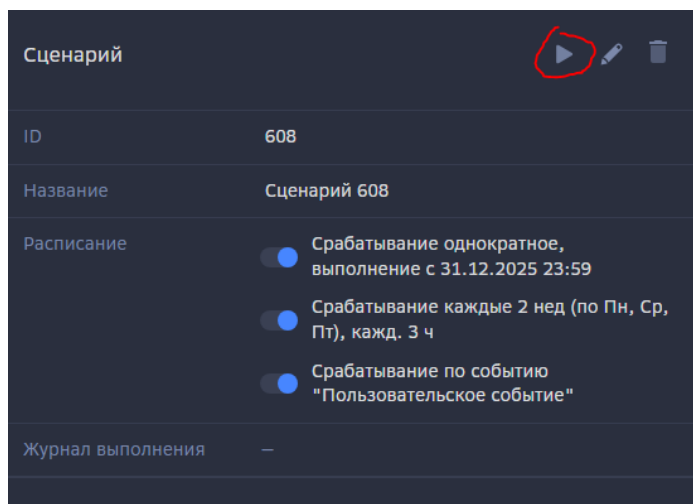 Сценарий
ID 608
Название Сценарий 608
Расписание Срабатывание однократное,
выполнение с 31.12.2025 23:59
Срабатывание каждые 2 нед (по Пн, Ср,
Пт), кажд. 3 ч
Срабатывание по событию
"Пользовательское событие"
Журнал выполнения –